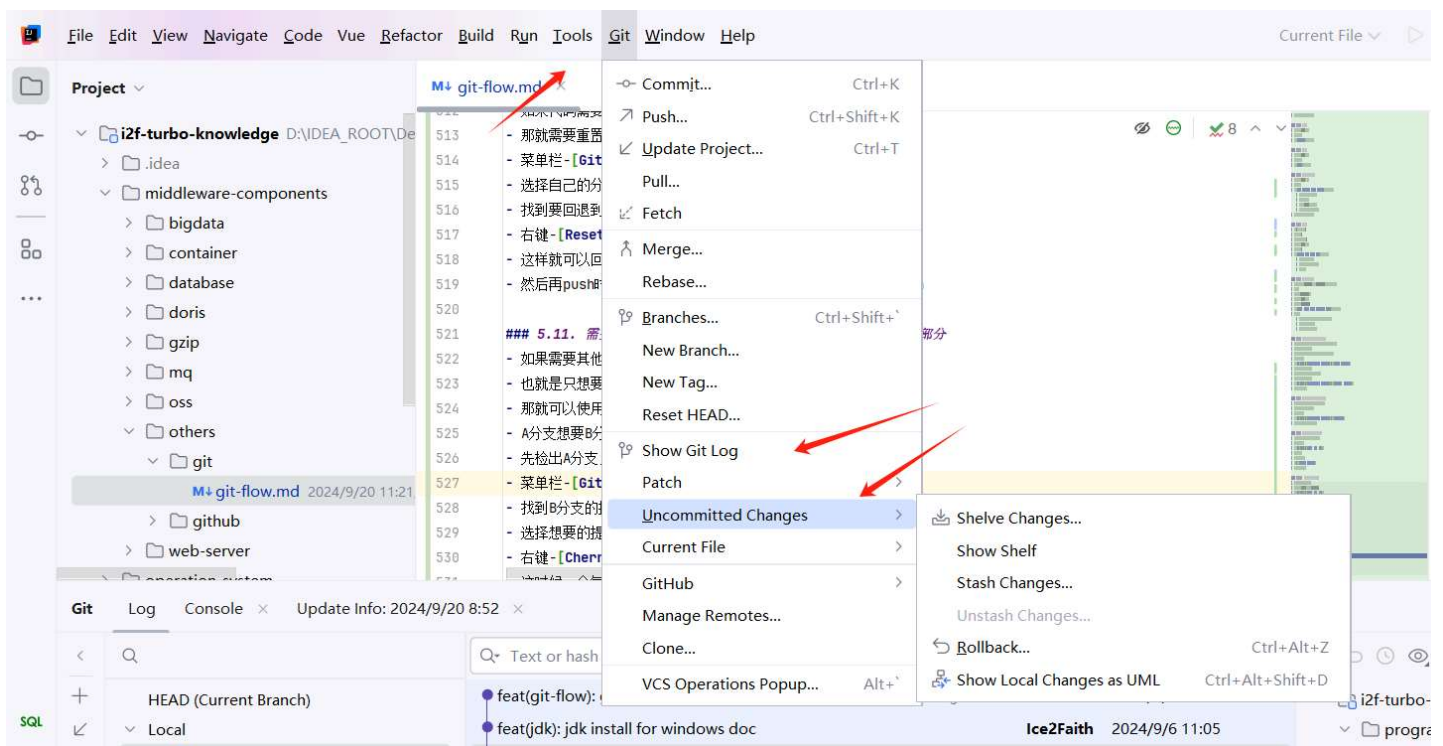 File Edit View Navigate Code Vue Refactor Build Run Tools Git Window Help Current File
Project
M↓ git-flow.md
i2f-turbo-knowledge D:\IDEA_ROOT\De
.idea
middleware-components
bigdata
container
database
doris
gzip
mq
oss
others
git
M↓ git-flow.md 2024/9/20 11:21
github
web-server
513 - 那就需要重置
514 - 菜单栏-[Git
515 - 选择自己的分
516 - 找到要回退到
517 - 右键-[Reset
518 - 这样就可以回
519 - 然后再push时
520
521 ### 5.11. 需 部分
522 - 如果需要其他
523 - 也就是只想要
524 - 那就可以使用
525 - A分支想要B分
526 - 先检出A分支
527 - 菜单栏-[Git
528 - 找到B分支的提
529 - 选择想要的提
530 - 右键-[Cherr
8
Commit... Ctrl+K
Push... Ctrl+Shift+K
Update Project... Ctrl+T
Pull...
Fetch
Merge...
Rebase...
Branches... Ctrl+Shift+`
New Branch...
New Tag...
Reset HEAD...
Show Git Log
Patch
Uncommitted Changes
Current File
GitHub
Manage Remotes...
Clone...
VCS Operations Popup... Alt+`
Shelve Changes...
Show Shelf
Stash Changes...
Unstash Changes...
Rollback... Ctrl+Alt+Z
Show Local Changes as UML Ctrl+Alt+Shift+D
Git Log Console Update Info: 2024/9/20 8:52
Text or hash
HEAD (Current Branch)
Local
feat(git-flow):
feat(jdk): jdk install for windows doc Ice2Faith 2024/9/6 11:05
i2f-turbo-
progra
SQL